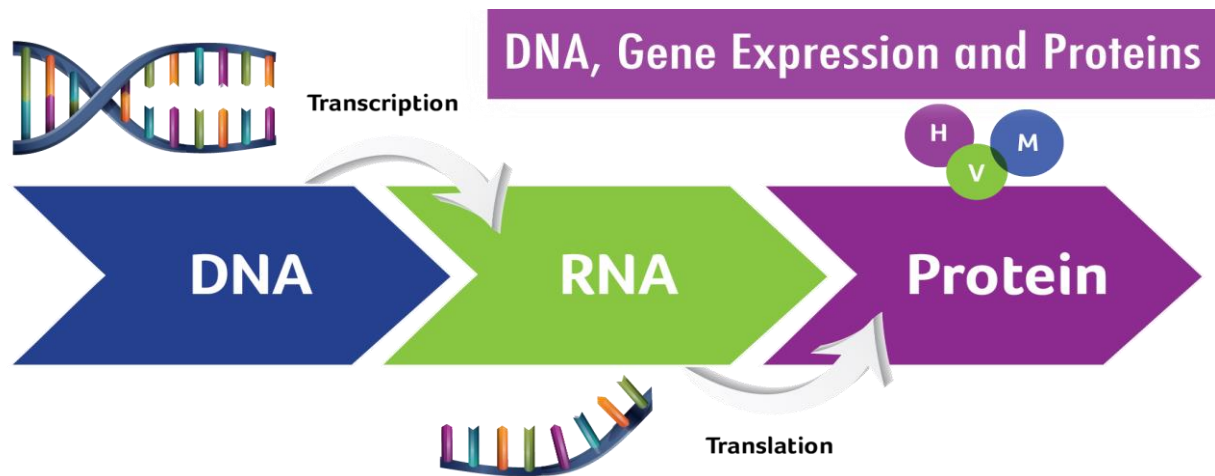 DNA, Gene Expression and Proteins
Transcription
H
M
V
DNA
RNA
Protein
Translation